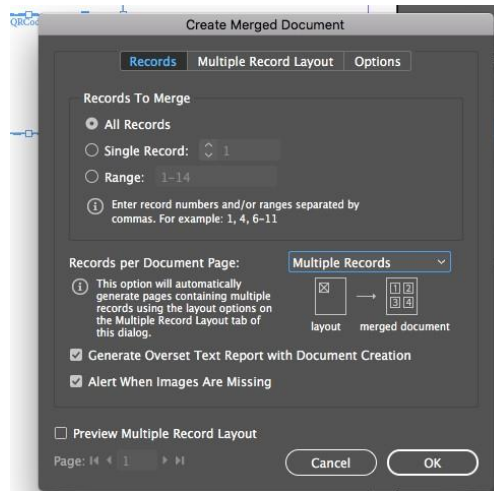 QRCod
Create Merged Document
Records Multiple Record Layout Options
Records To Merge
All Records
Single Record: 1
Range: 1-14
Enter record numbers and/or ranges separated by
commas. For example: 1, 4, 6-11
Records per Document Page: Multiple Records
This option will automatically
generate pages containing multiple
records using the layout options on
the Multiple Record Layout tab of
this dialog.
1 2
3 4
layout merged document
Generate Overset Text Report with Document Creation
Alert When Images Are Missing
Preview Multiple Record Layout
Page: 1
Cancel OK